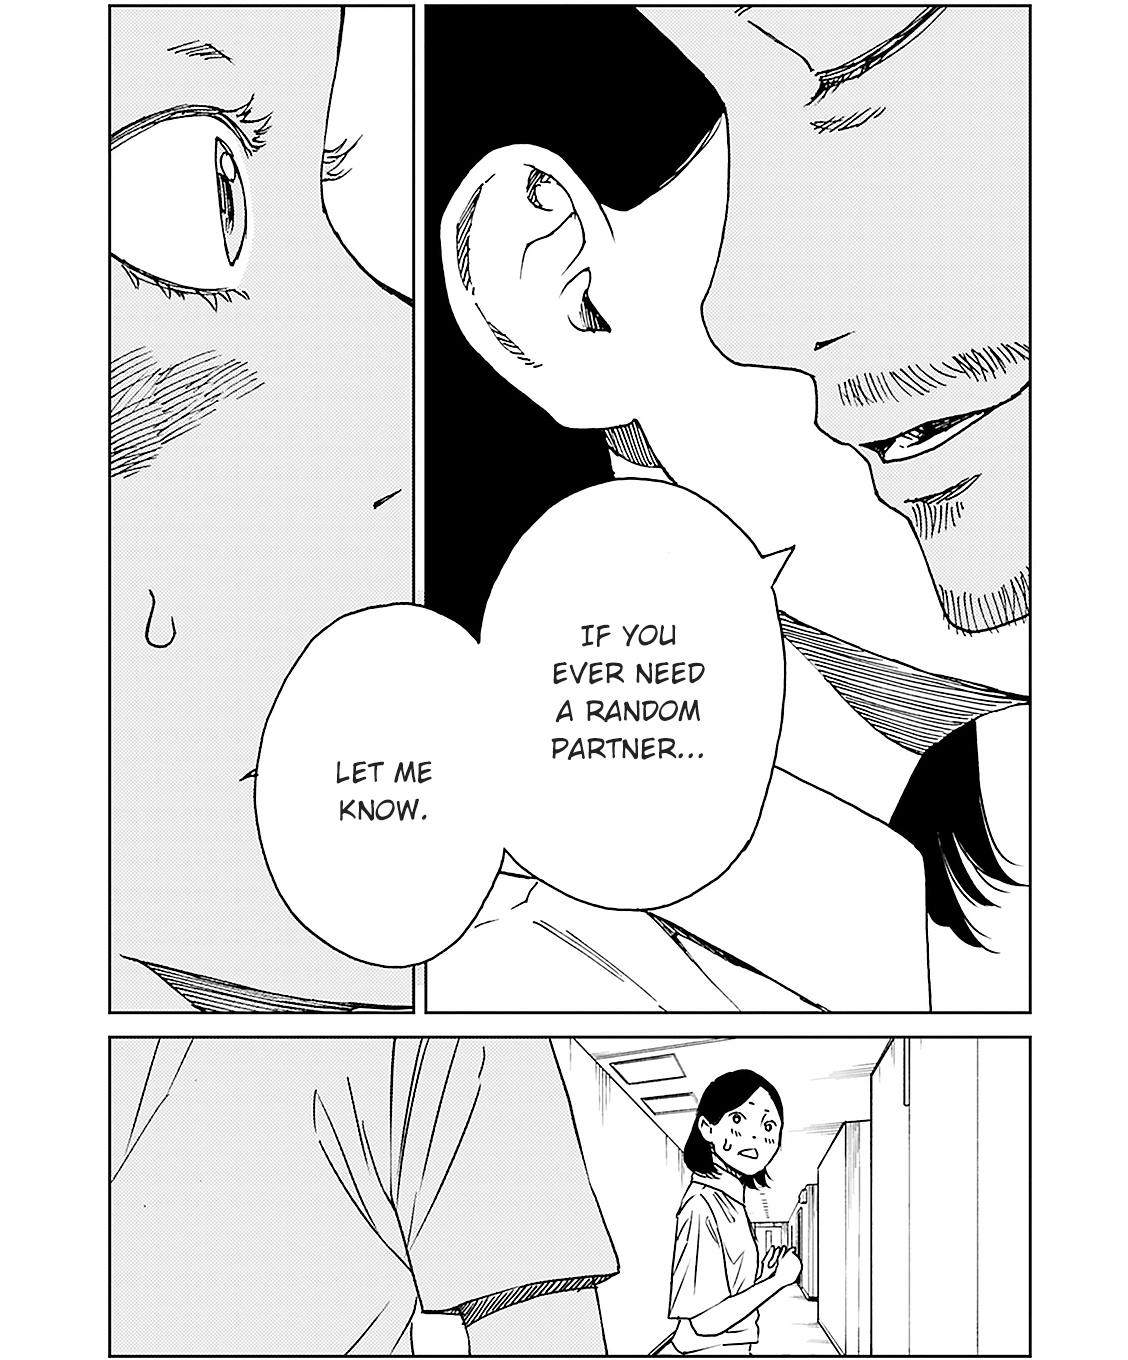 IF YOU
EVER NEED
A RANDOM
PARTNER...
LET ME
KNOW.